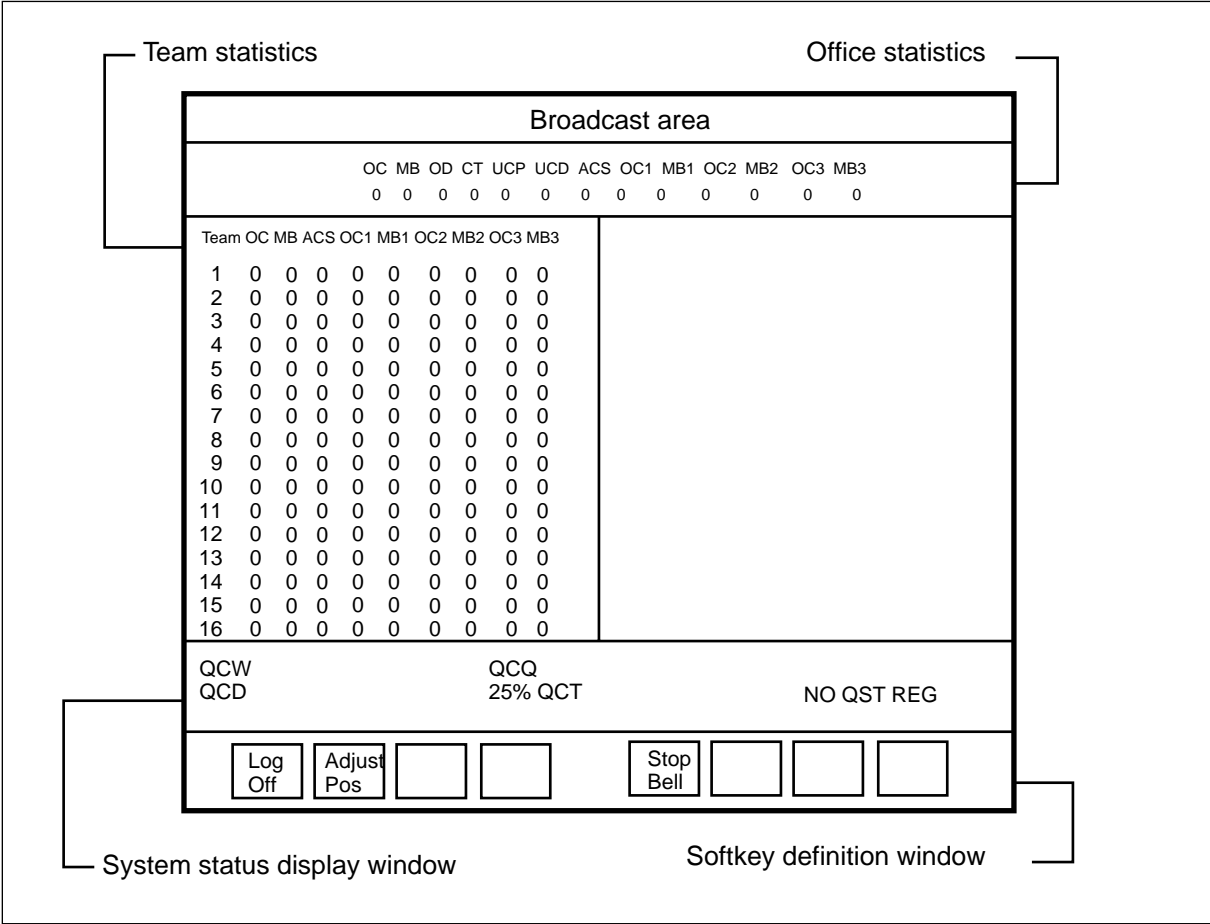 Team statistics
Office statistics
Broadcast area
OC MB OD CT UCP UCD ACS OC1 MB1 OC2 MB2 OC3 MB3
0 0 0 0 0 0 0 0 0 0 0 0 0
Team OC MB ACS OC1 MB1 OC2 MB2 OC3 MB3
1 0 0 0 0 0 0 0 0 0
2 0 0 0 0 0 0 0 0 0
3 0 0 0 0 0 0 0 0 0
4 0 0 0 0 0 0 0 0 0
5 0 0 0 0 0 0 0 0 0
6 0 0 0 0 0 0 0 0 0
7 0 0 0 0 0 0 0 0 0
8 0 0 0 0 0 0 0 0 0
9 0 0 0 0 0 0 0 0 0
10 0 0 0 0 0 0 0 0 0
11 0 0 0 0 0 0 0 0 0
12 0 0 0 0 0 0 0 0 0
13 0 0 0 0 0 0 0 0 0
14 0 0 0 0 0 0 0 0 0
15 0 0 0 0 0 0 0 0 0
16 0 0 0 0 0 0 0 0 0
QCW QCQ
QCD 25% QCT NO QST REG
Log Off
Adjust Pos
Stop Bell
System status display window
Softkey definition window